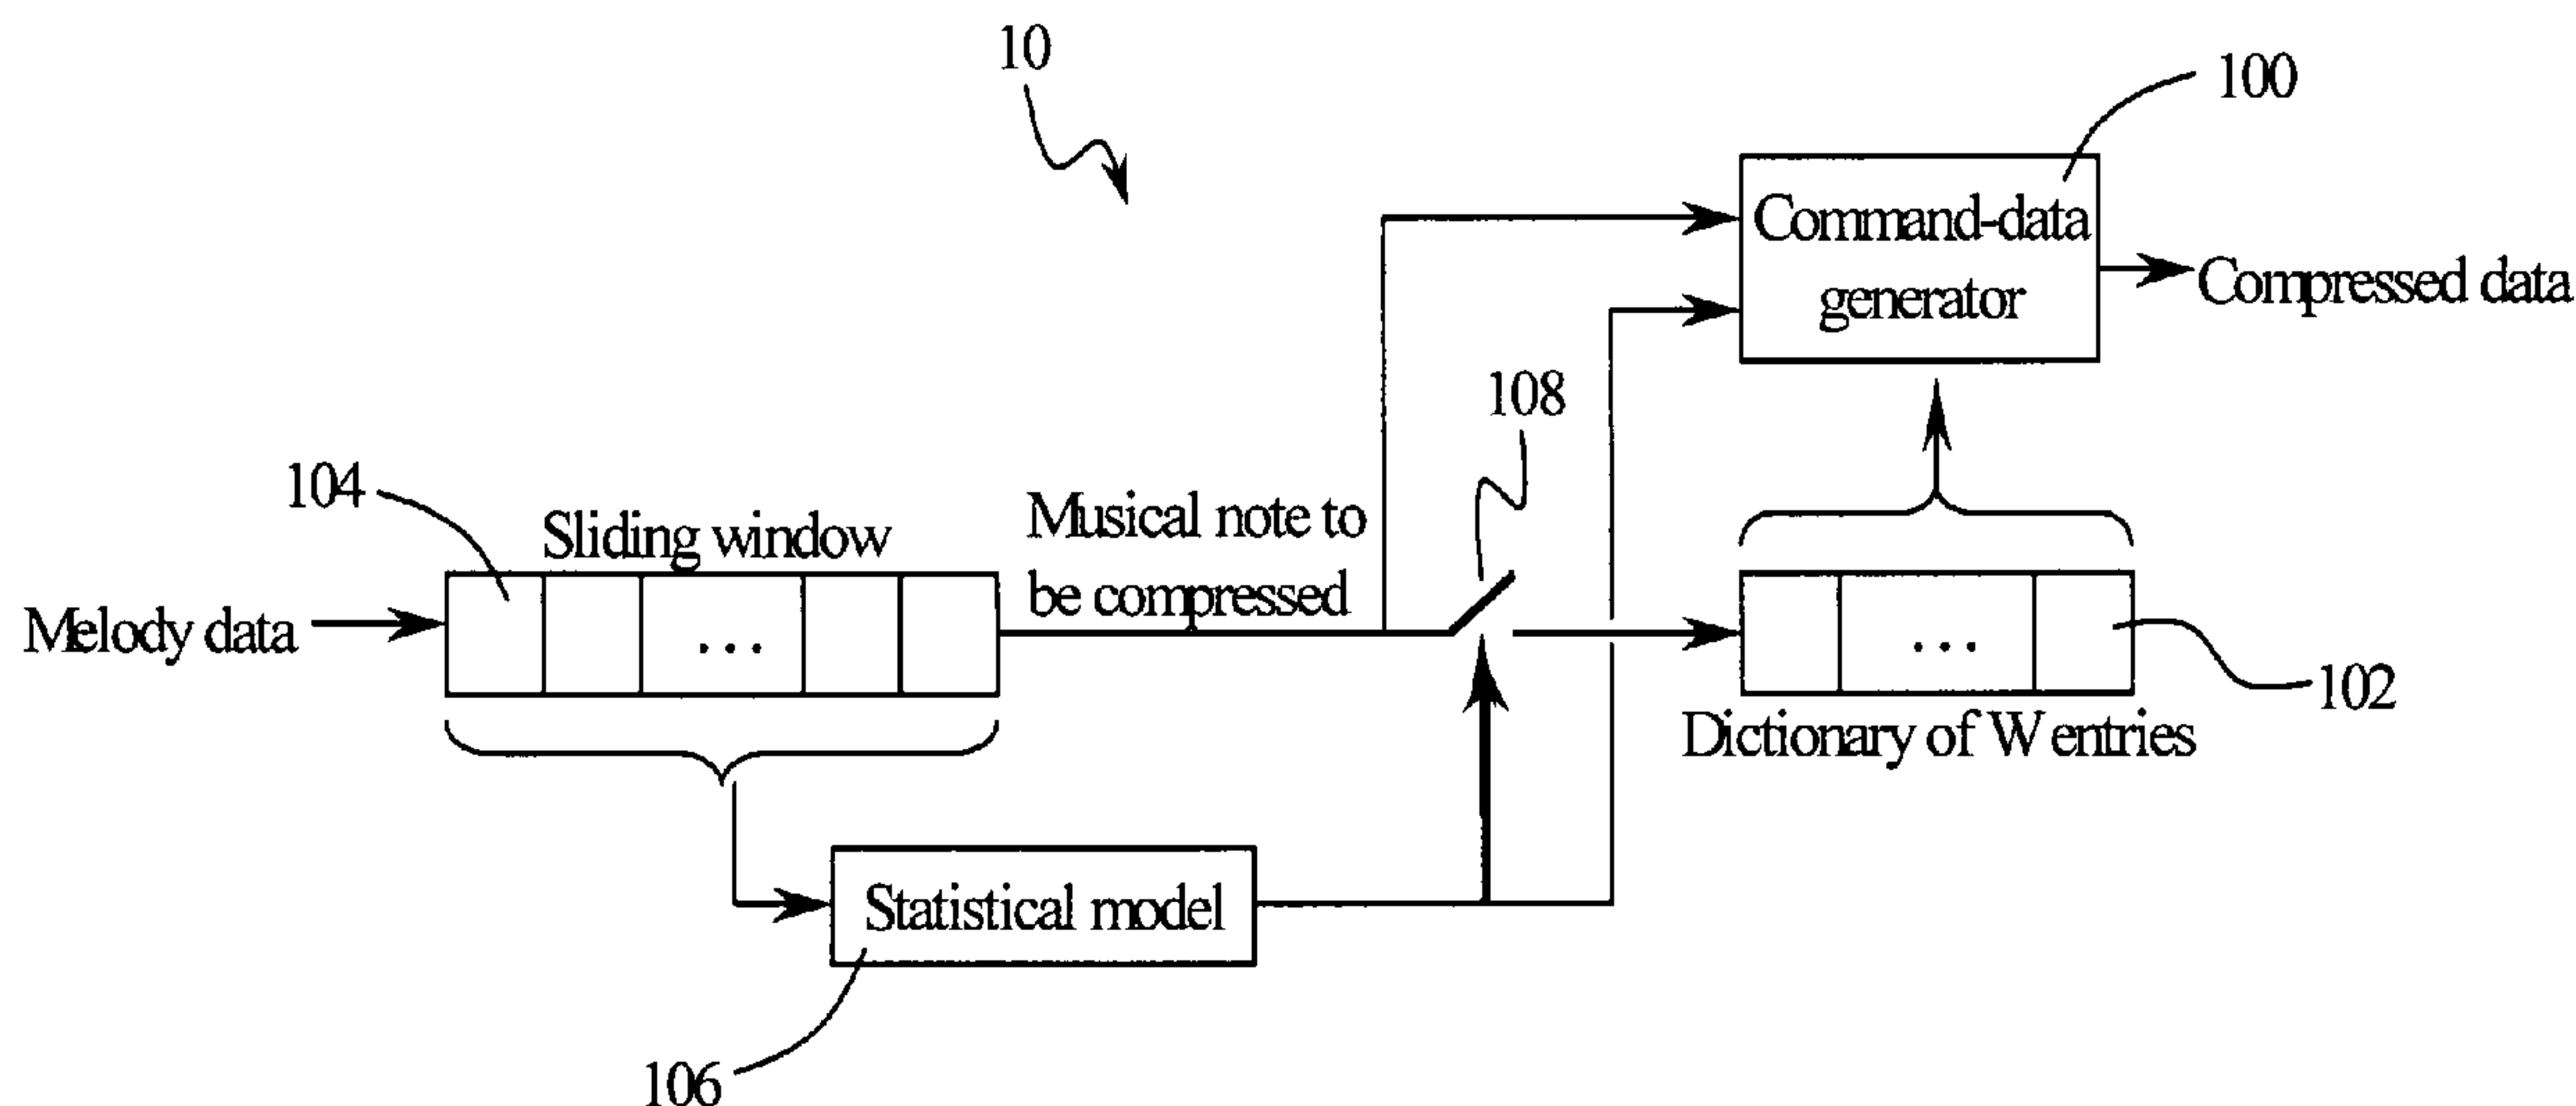 10
100
Command-data
generator
Compressed data
108
104
Sliding window
Musical note to
be compressed
Melody data
...
...
102
Dictionary of W entries
Statistical model
106